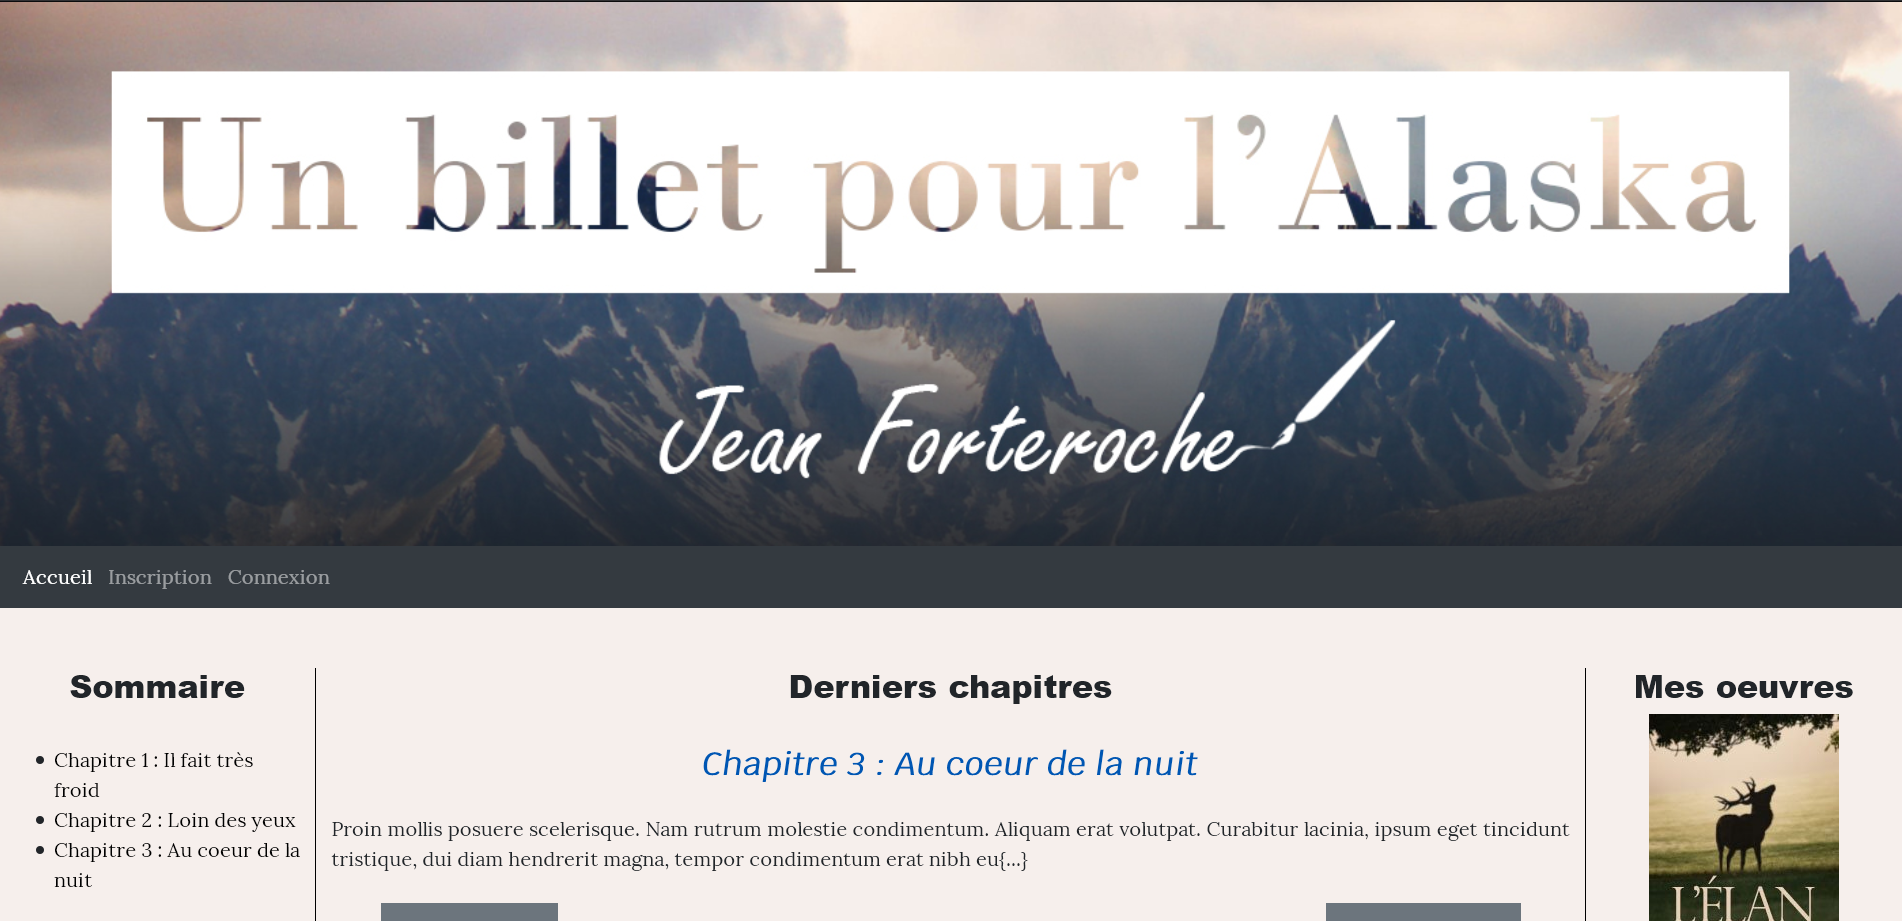 Un billet pour l’Alaska
Jean Forteroche
Accueil Inscription Connexion
Sommaire
Chapitre 1 : Il fait très
froid
Chapitre 2 : Loin des yeux
Chapitre 3 : Au coeur de la
nuit
Derniers chapitres
Chapitre 3 : Au coeur de la nuit
Proin mollis posuere scelerisque. Nam rutrum molestie condimentum. Aliquam erat volutpat. Curabitur lacinia, ipsum eget tincidunt
tristique, dui diam hendrerit magna, tempor condimentum erat nibh eu{...}
Mes oeuvres
L'ÉLAN